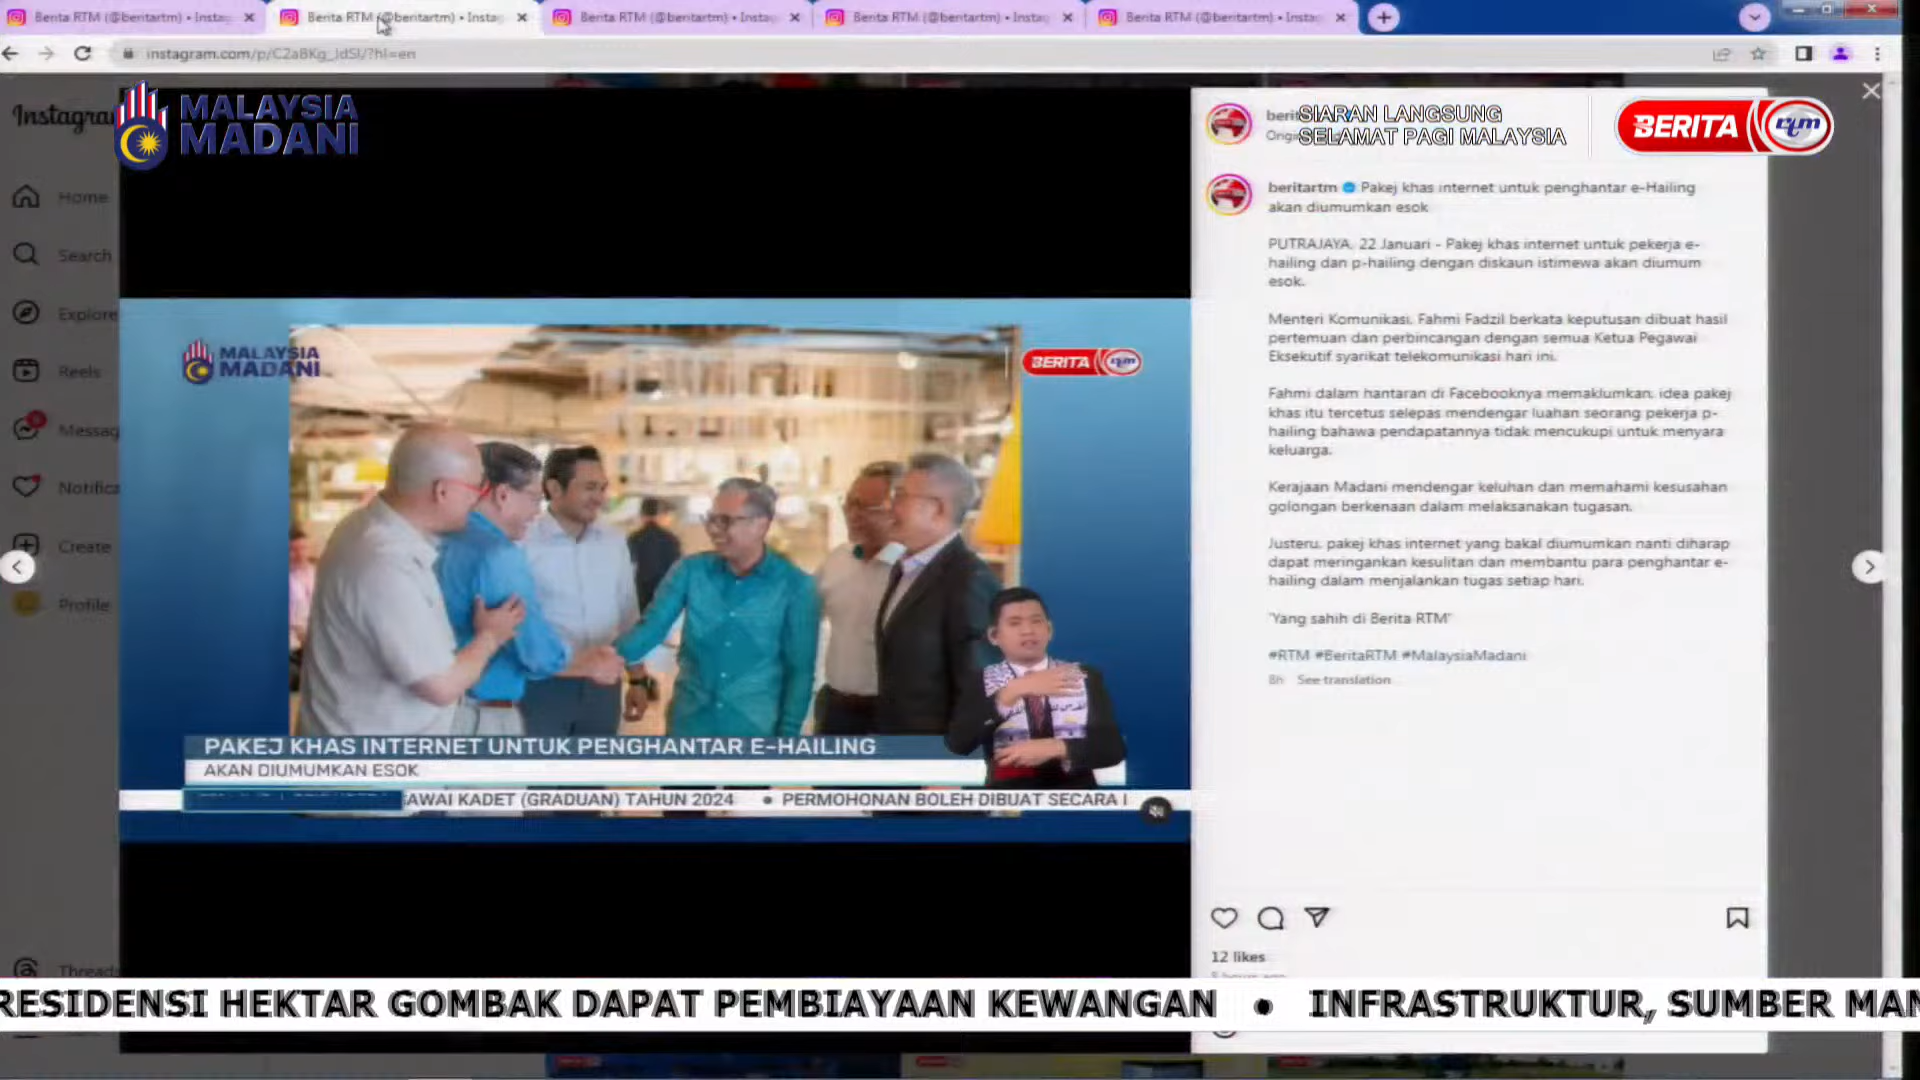 Berita RTM (@beritartm) • Insta
Berita RTM (@beritartm) • Insta
Berita RTM (@beritartm) • Insta
Berita RTM (@beritartm) • Insta
Berita RTM (@beritartm) • Insta
Instagram
MALAYSIA
MADANI
SIARAN LANGSUNG
SELAMAT PAGI MALAYSIA
BERITA rtm
Home
Search
Explore
Reels
Messag
Notifica
Create
Profile
Threads
beritartm Pakej khas internet untuk penghantar e-Hailing
akan diumumkan esok
PUTRAJAYA, 22 Januari - Pakej khas internet untuk pekerja e-
hailing dan p-hailing dengan diskaun istimewa akan diumum
esok.
Menteri Komunikasi, Fahmi Fadzil berkata keputusan dibuat hasil
pertemuan dan perbincangan dengan semua Ketua Pegawai
Eksekutif syarikat telekomunikasi hari ini.
Fahmi dalam hantaran di Facebooknya memaklumkan, idea pakej
khas itu tercetus selepas mendengar luahan seorang pekerja p-
hailing bahawa pendapatannya tidak mencukupi untuk menyara
keluarga.
Kerajaan Madani mendengar keluhan dan memahami kesusahan
golongan berkenaan dalam melaksanakan tugasan.
Justeru, pakej khas internet yang bakal diumumkan nanti diharap
dapat meringankan kesulitan dan membantu para penghantar e-
hailing dalam menjalankan tugas setiap hari.
"Yang sahih di Berita RTM"
#RTM #BeritaRTM #MalaysiaMadani
8h See translation
MALAYSIA
MADANI
BERITA rtm
PAKEJ KHAS INTERNET UNTUK PENGHANTAR E-HAILING
AKAN DIUMUMKAN ESOK
AWAI KADET (GRADUAN) TAHUN 2024 • PERMOHONAN BOLEH DIBUAT SECARA
12 likes
RESIDENSI HEKTAR GOMBAK DAPAT PEMBIAYAAN KEWANGAN • INFRASTRUKTUR, SUMBER MAN